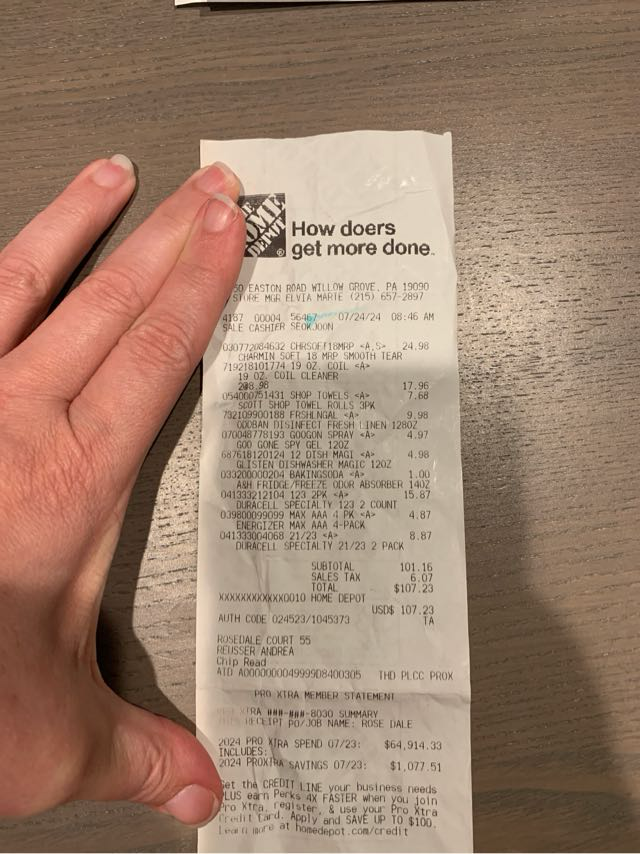 HOME
DEPOT
How doers
get more done.
EASTON ROAD WILLOW GROVE, PA 19090
STORE MGR ELVIA MARTE (215) 657-2897
4187 00004 56467 07/24/24 08:46 AM
SALE CASHIER SEOKJOON
030772084632 CHRSOFT18MRP <A,S> 24.98
CHARMIN SOFT 18 MRP SMOOTH TEAR
719218101774 19 OZ. COIL <A>
19 OZ. COIL CLEANER
2@8.98 17.96
054000751431 SHOP TOWELS <A> 7.68
SCOTT SHOP TOWEL ROLLS 3PK
732109900188 FRSHLNGAL <A> 9.98
ODOBAN DISINFECT FRESH LINEN 128OZ
070048778193 GOOGON SPRAY <A> 4.97
GOO GONE SPY GEL 12OZ
687618120124 12 DISH MAGI <A> 4.98
GLISTEN DISHWASHER MAGIC 12OZ
033200002204 BAKINGSODA <A> 1.00
A&H FRIDGE/FREEZE ODOR ABSORBER 14OZ
041333212104 123 2PK <A> 15.87
DURACELL SPECIALTY 123 2 COUNT
039800099099 MAX AAA 4 PK <A> 4.87
ENERGIZER MAX AAA 4-PACK
041333004068 21/23 <A> 8.87
DURACELL SPECIALTY 21/23 2 PACK
SUBTOTAL 101.16
SALES TAX 6.07
TOTAL $107.23
XXXXXXXXXXXX0010 HOME DEPOT
USD$ 107.23
AUTH CODE 024523/1045373 TA
ROSEDALE COURT 55
REUSSER ANDREA
Chip Read
AID A0000000049999D8400305 THD PLCC PROX
PRO XTRA MEMBER STATEMENT
PRO XTRA ###-###-8030 SUMMARY
THIS RECEIPT PO/JOB NAME: ROSE DALE
2024 PRO XTRA SPEND 07/23: $64,914.33
INCLUDES:
2024 PROXTRA SAVINGS 07/23: $1,077.51
Get the CREDIT LINE your business needs
PLUS earn Perks 4X FASTER when you join
Pro Xtra, register, & use your Pro Xtra
Credit Card. Apply and SAVE UP TO $100.
Learn more at homedepot.com/credit